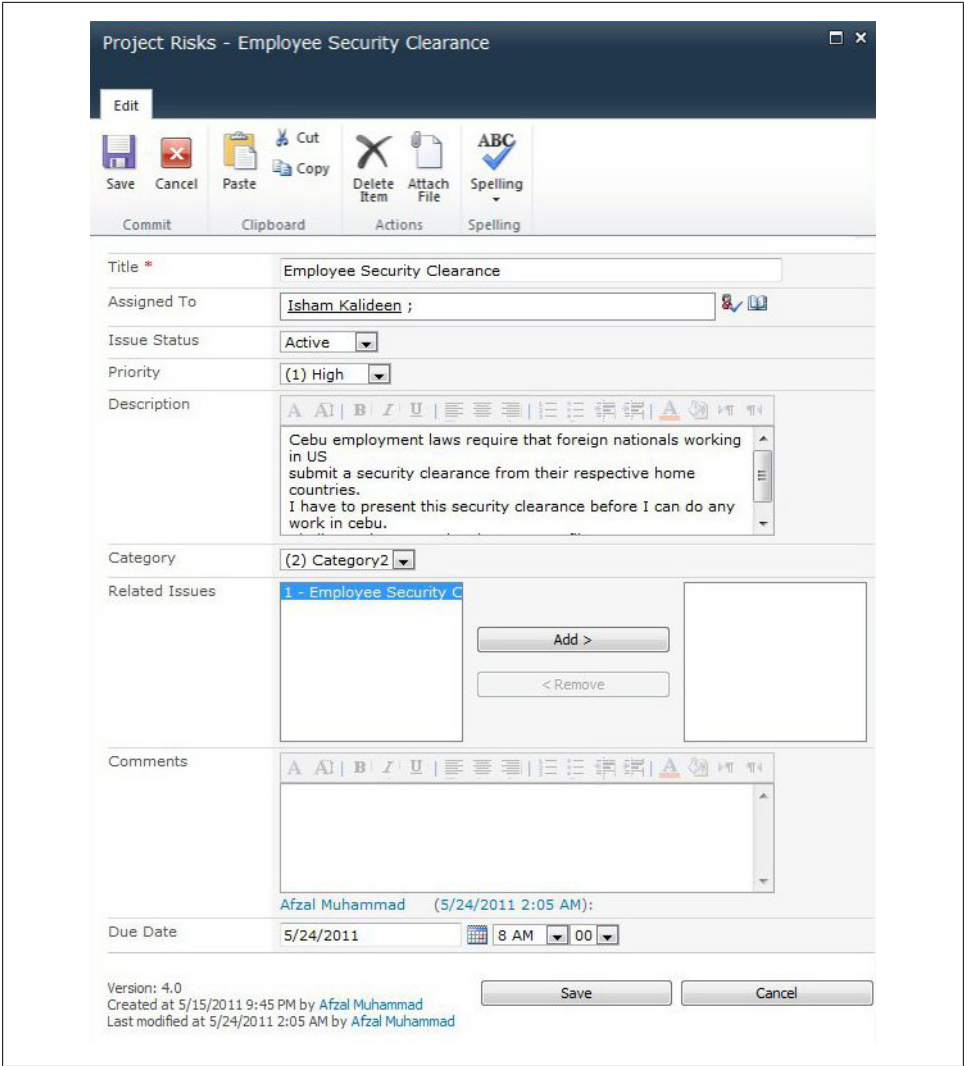 Project Risks - Employee Security Clearance
Edit
Save
Cancel
Paste
Cut
Copy
Delete Item
Attach File
ABC
Spelling
Commit
Clipboard
Actions
Spelling
Title *
Employee Security Clearance
Assigned To
Isham Kalideen ;
Issue Status
Active
Priority
(1) High
Description
A A B I U A
Cebu employment laws require that foreign nationals working
in US
submit a security clearance from their respective home
countries.
I have to present this security clearance before I can do any
work in cebu.
Category
(2) Category2
Related Issues
1 - Employee Security C
Add >
< Remove
Comments
A A B I U A
Afzal Muhammad (5/24/2011 2:05 AM):
Due Date
5/24/2011
8 AM
00
Version: 4.0
Created at 5/15/2011 9:45 PM by Afzal Muhammad
Last modified at 5/24/2011 2:05 AM by Afzal Muhammad
Save
Cancel